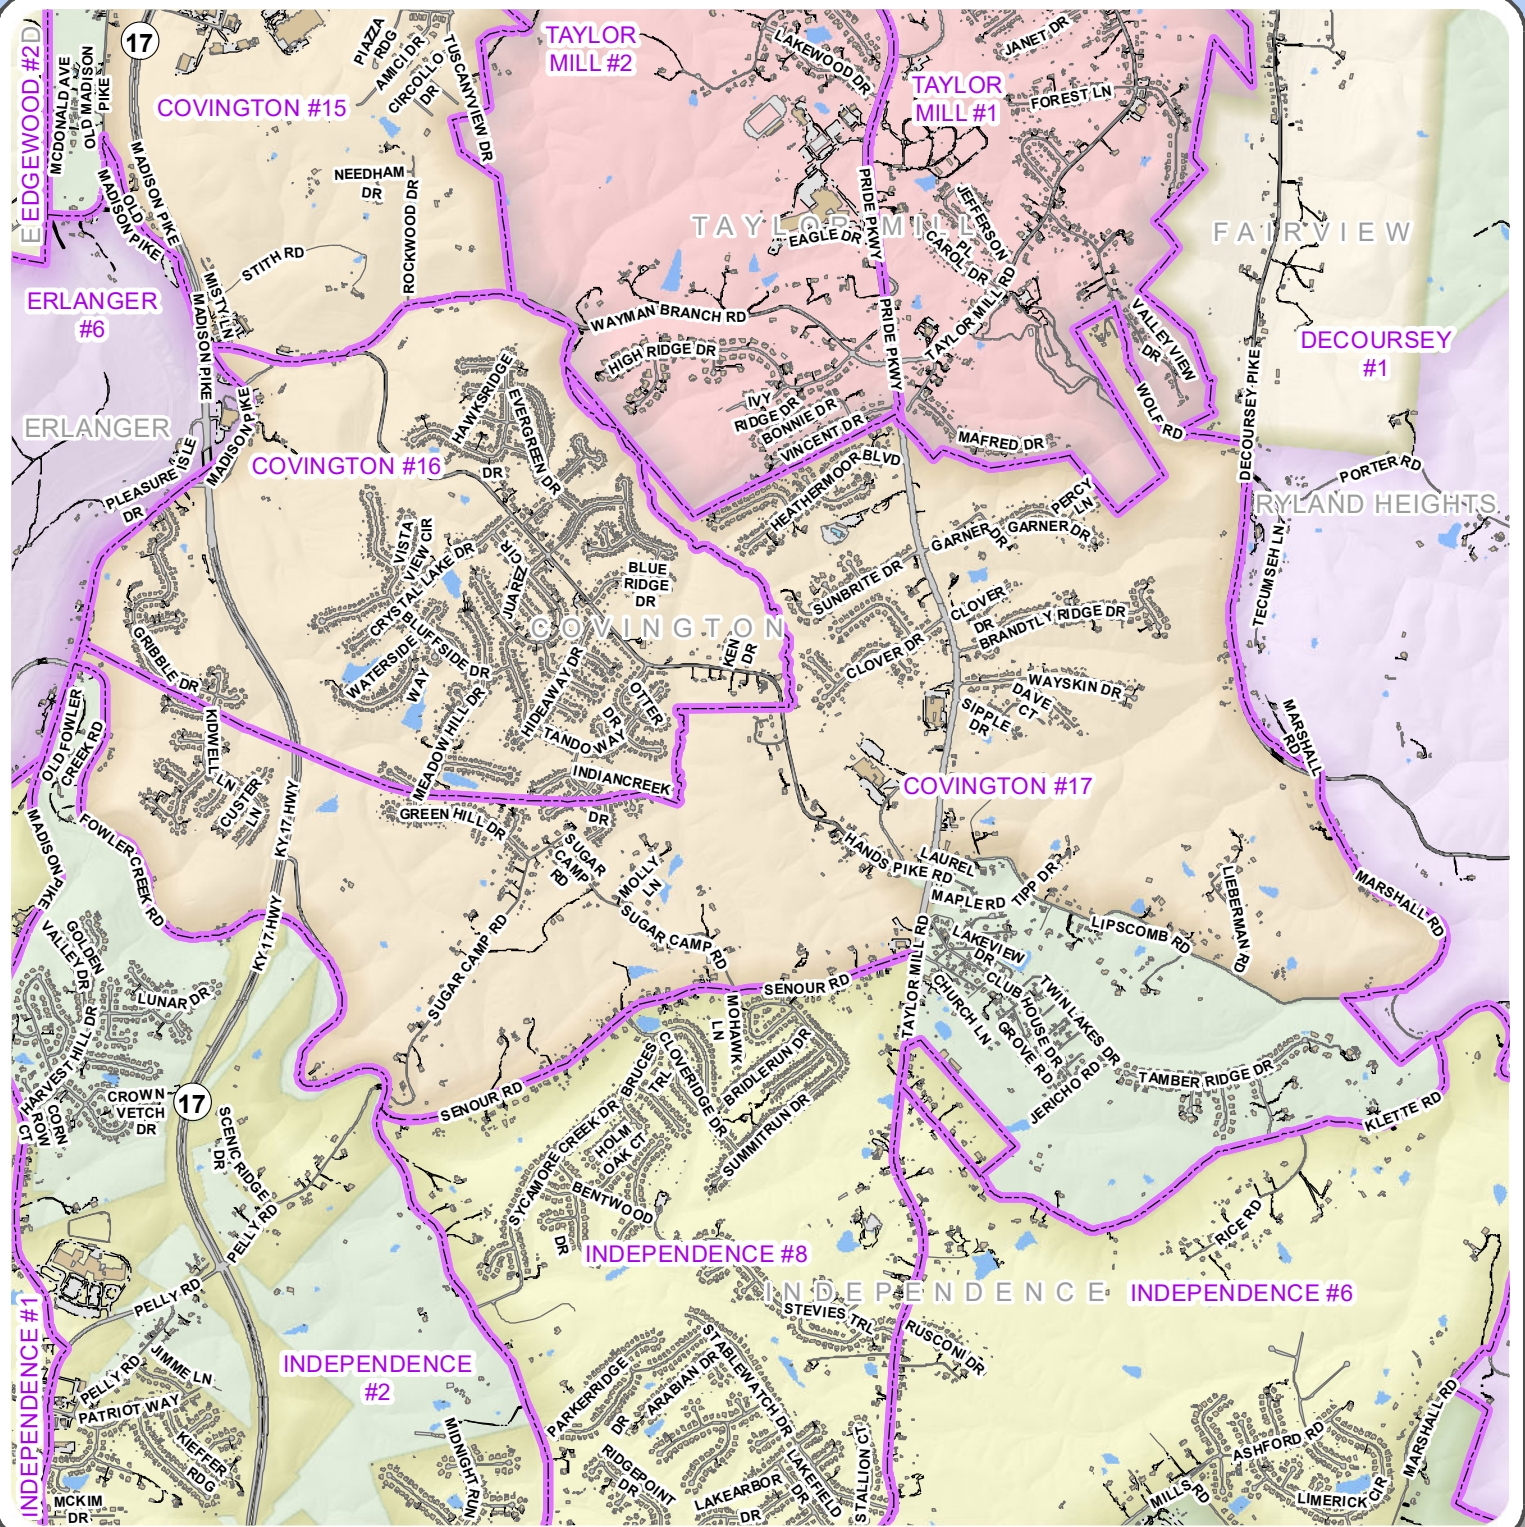 17
EDGEWOOD #2
MCDONALD AVE
OLD MADISON
PIKE
PIAZZA
RDG
AMICI DR
CIRCOLLO
DR
TUSCANYVIEW DR
TAYLOR
MILL #2
LAKEWOOD DR
JANET DR
TAYLOR
MILL #1
FOREST LN
COVINGTON #15
MADISON PIKE
OLD
MADISON PIKE
NEEDHAM
DR
ROCKWOOD DR
STITH RD
PRIDE PKWY
JEFFERSON
PL
CAROL DR
TAYLOR MILL
EAGLE DR
FAIRVIEW
ERLANGER
#6
MISTY LN
MADISON PIKE
WAYMAN BRANCH RD
PRIDE PKWY
TAYLOR MILL RD
VALLEY VIEW
DR
DECOURSEY
#1
HIGH RIDGE DR
DECOURSEY PIKE
HAWKSRIDGE
DR
EVERGREEN DR
IVY
RIDGE DR
BONNIE DR
VINCENT DR
WOLF RD
ERLANGER
MADISON PIKE
PLEASURE ISLE
DR
COVINGTON #16
MAFRED DR
HEATHERMOOR BLVD
PORTER RD
RYLAND HEIGHTS
PERCY
LN
GARNER
DR
GARNER DR
VISTA
VIEW CIR
CRYSTAL LAKE DR
JUAREZ CIR
BLUE
RIDGE
DR
SUNBRITE DR
CLOVER
DR
BRANDTLY RIDGE DR
TECUMSEH LN
COVINGTON
GRIBBLE DR
BLUFFSIDE DR
WATERSIDE
WAY
KEN
DR
CLOVER DR
WAYSKIN DR
DAVE
CT
SIPPLE
DR
MEADOW HILL DR
HIDEAWAY DR
OTTER
DR
TANDO WAY
OLD FOWLER
CREEK RD
KIDWELL
LN
CUSTER
LN
MARSHALL
RD
INDIANCREEK
DR
COVINGTON #17
GREEN HILL DR
KY 17 HWY
MADISON PIKE
FOWLER CREEK RD
SUGAR
CAMP
RD
MOLLY
LN
HANDS PIKE RD
LAUREL
MAPLE RD
TIPP DR
LIEBERMAN RD
MARSHALL RD
LIPSCOMB RD
GOLDEN
VALLEY DR
KY 17 HWY
SUGAR CAMP RD
SUGAR CAMP RD
TAYLOR MILL RD
LAKEVIEW
DR
SENOUR RD
LUNAR DR
CLUB HOUSE DR
TWIN LAKES DR
CHURCH LN
GROVE RD
MOHAWK
LN
BRIDLERUN DR
CLOVERIDGE DR
BRUCES
TRL
HARVEST HILL DR
CORN
ROW
CT
CROWN
VETCH
DR
17
SENOUR RD
JERICHO RD
TAMBER RIDGE DR
KLETTE RD
SCENIC RIDGE
DR
SYCAMORE CREEK DR
HOLM
OAK CT
SUMMITRUN DR
BENTWOOD
DR
PELLY RD
RICE RD
INDEPENDENCE #8
INDEPENDENCE
INDEPENDENCE #6
PELLY RD
STEVIES TRL
RUSCONI DR
INDEPENDENCE #1
INDEPENDENCE
#2
PELLY RD
JIMME LN
PATRIOT WAY
KIEFFER
RDG
PARKERRIDGE
DR
ARABIAN DR
STABLEWATCH DR
MARSHALL RD
MIDNIGHT RUN
RIDGEPOINT
DR
LAKEARBOR
DR
LAKEFIELD
DR
STALLION CT
ASHFORD RD
MILLS RD
LIMERICK CIR
MCKIM
DR